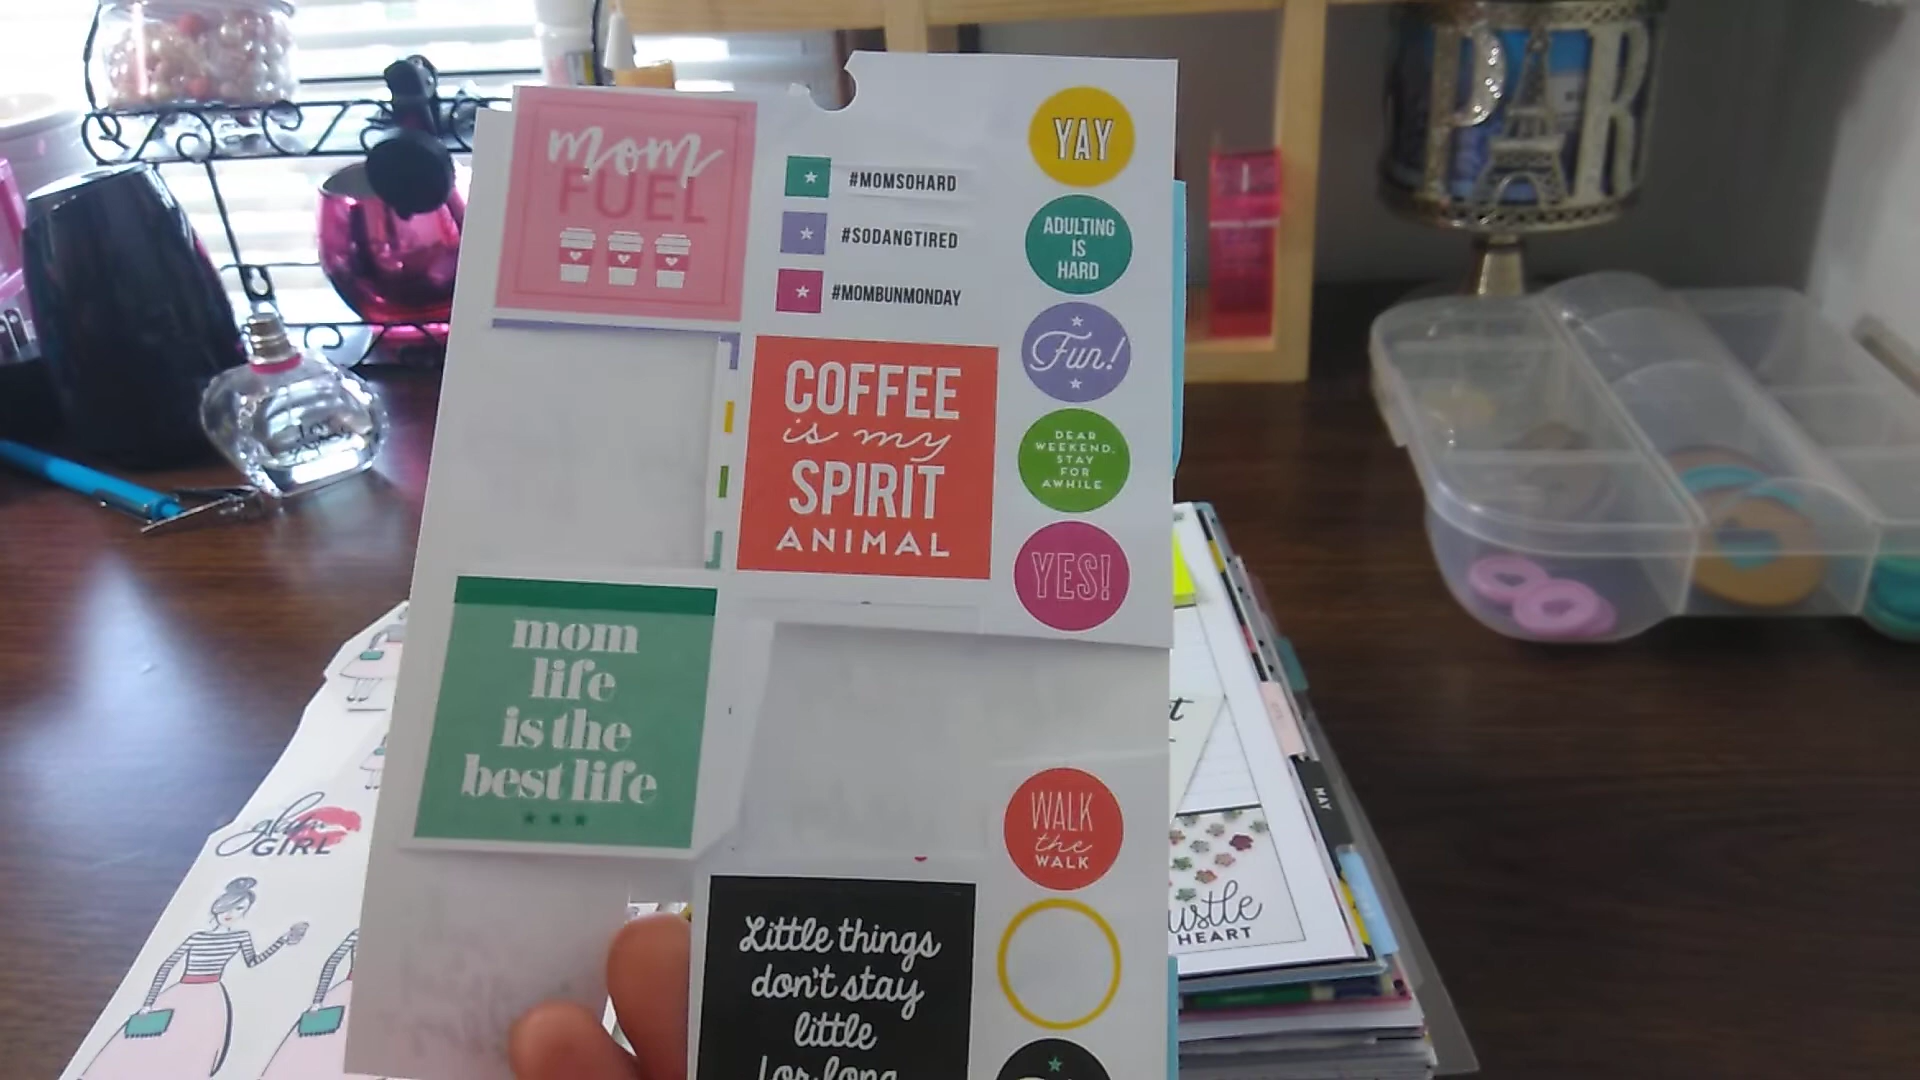 mom
FUEL
#MOMSOHARD
#SODANGTIRED
#MOMBUNMONDAY
YAY
ADULTING
IS
HARD
Fun!
DEAR
WEEKEND,
STAY
FOR
AWHILE
YES!
COFFEE
is my
SPIRIT
ANIMAL
mom
life
is the
best life
WALK
the
WALK
Little things
don't stay
little
for long
glam
GIRL
MAY
HEART
P R